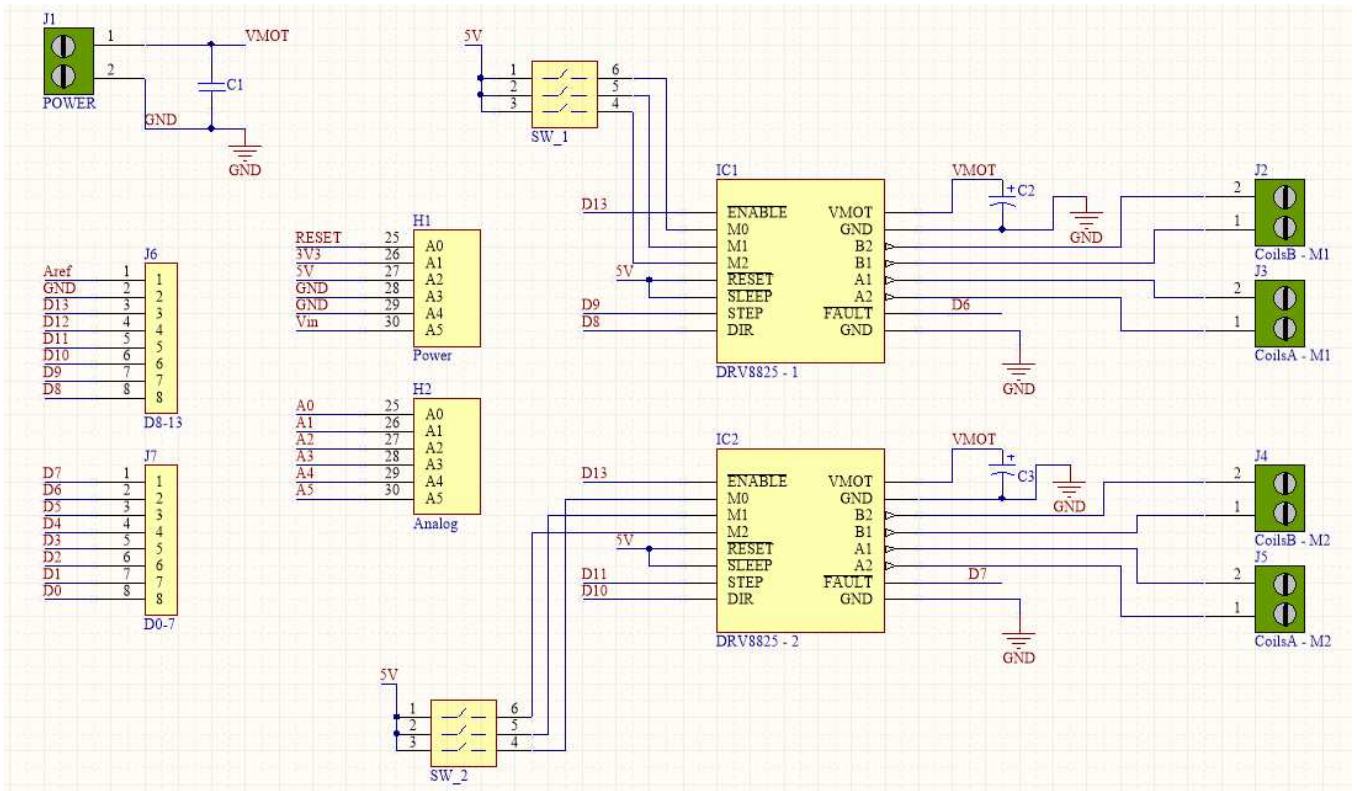 J1
1
VMOT
2
C1
POWER
GND
GND
5V
1
2
3
6
5
4
SW_1
H1
RESET 25 A0
3V3 26 A1
5V 27 A2
GND 28 A3
GND 29 A4
Vin 30 A5
Power
J6
Aref 1 1
GND 2 2
D13 3 3
D12 4 4
D11 5 5
D10 6 6
D9 7 7
D8 8 8
D8-13
H2
A0 25 A0
A1 26 A1
A2 27 A2
A3 28 A3
A4 29 A4
A5 30 A5
Analog
J7
D7 1 1
D6 2 2
D5 3 3
D4 4 4
D3 5 5
D2 6 6
D1 7 7
D0 8 8
D0-7
IC1
D13 ENABLE VMOT
M0 GND
M1 B2
M2 B1
5V RESET A1
SLEEP A2
D9 STEP FAULT D6
D8 DIR GND
DRV8825 - 1
VMOT
+
C2
GND
GND
J2
2
1
CoilsB - M1
J3
2
1
CoilsA - M1
IC2
D13 ENABLE VMOT
M0 GND
M1 B2
M2 B1
5V RESET A1
SLEEP A2
D11 STEP FAULT D7
D10 DIR GND
DRV8825 - 2
VMOT
+
C3
GND
GND
J4
2
1
CoilsB - M2
J5
2
1
CoilsA - M2
5V
1
2
3
6
5
4
SW_2